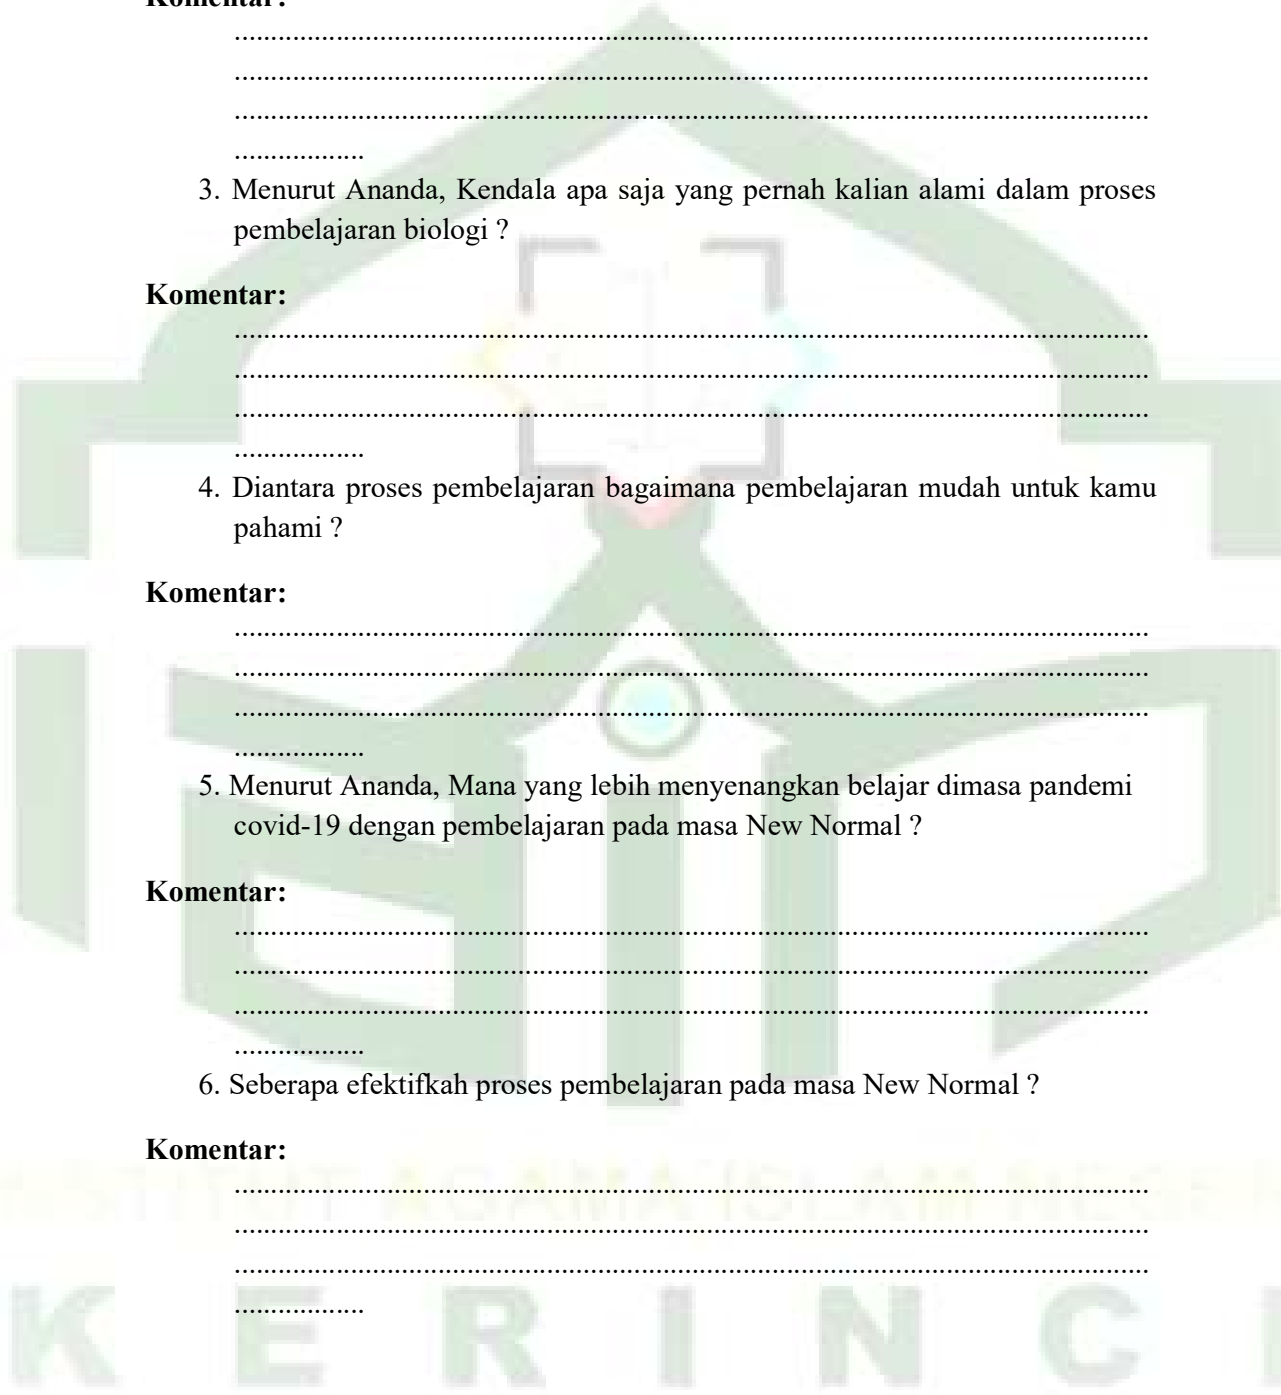 Komentar:
............................................................................................................................
............................................................................................................................
............................................................................................................................
..................
3. Menurut Ananda, Kendala apa saja yang pernah kalian alami dalam proses
pembelajaran biologi ?
Komentar:
............................................................................................................................
............................................................................................................................
............................................................................................................................
..................
4. Diantara proses pembelajaran bagaimana pembelajaran mudah untuk kamu
pahami ?
Komentar:
............................................................................................................................
............................................................................................................................
............................................................................................................................
..................
5. Menurut Ananda, Mana yang lebih menyenangkan belajar dimasa pandemi
covid-19 dengan pembelajaran pada masa New Normal ?
Komentar:
............................................................................................................................
............................................................................................................................
............................................................................................................................
..................
6. Seberapa efektifkah proses pembelajaran pada masa New Normal ?
Komentar:
............................................................................................................................
INSTITUT AGAMA ISLAM NEGERI
............................................................................................................................
............................................................................................................................
..................
KERINCI